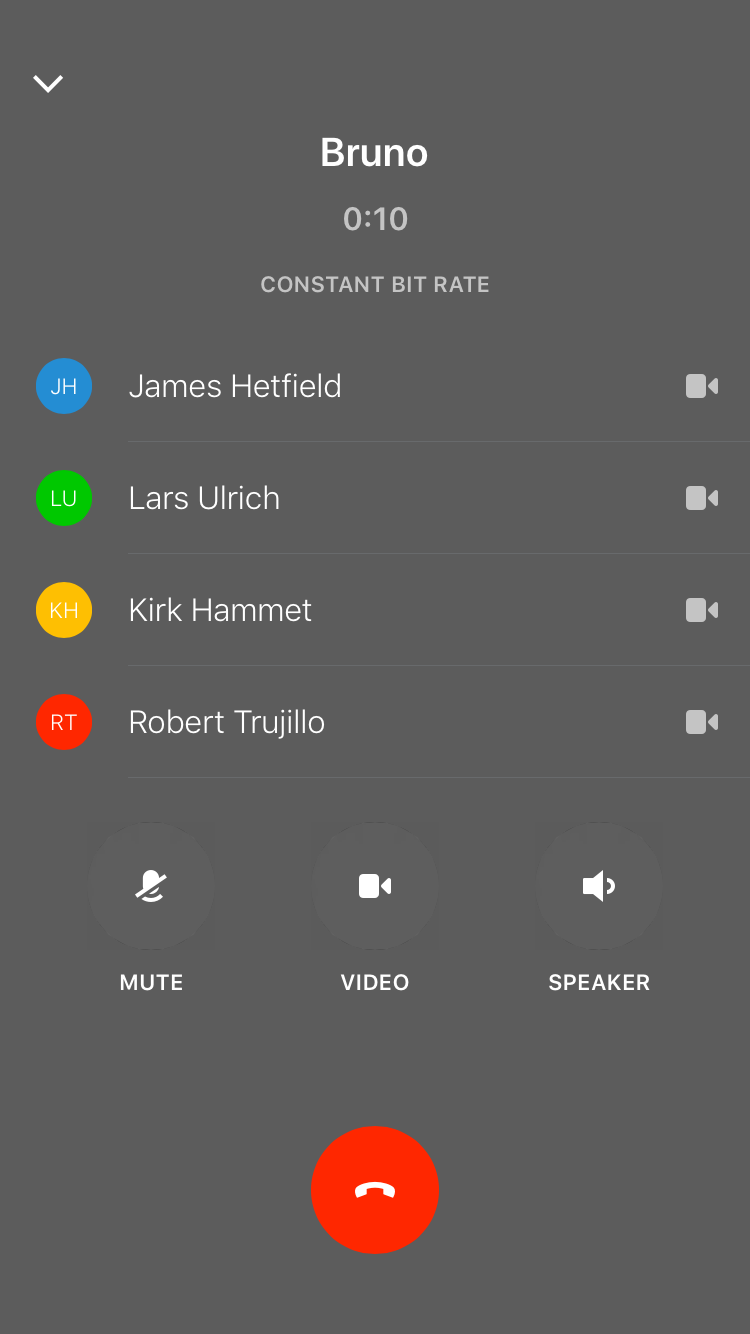 Bruno
0:10
CONSTANT BIT RATE
JH James Hetfield
LU Lars Ulrich
KH Kirk Hammet
RT Robert Trujillo
MUTE VIDEO SPEAKER